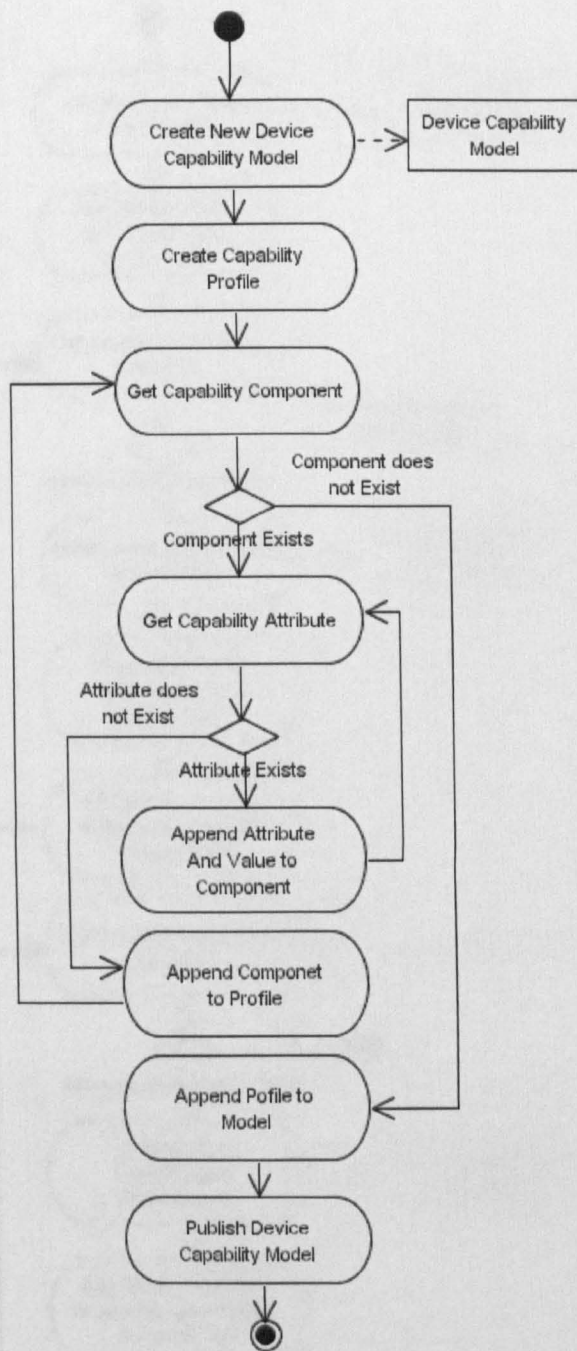 Create New Device
Capability Model
Device Capability
Model
Create Capability
Profile
Get Capability Component
Component does
not Exist
Component Exists
Get Capability Attribute
Attribute does
not Exist
Attribute Exists
Append Attribute
And Value to
Component
Append Componet
to Profile
Append Pofile to
Model
Publish Device
Capability Model